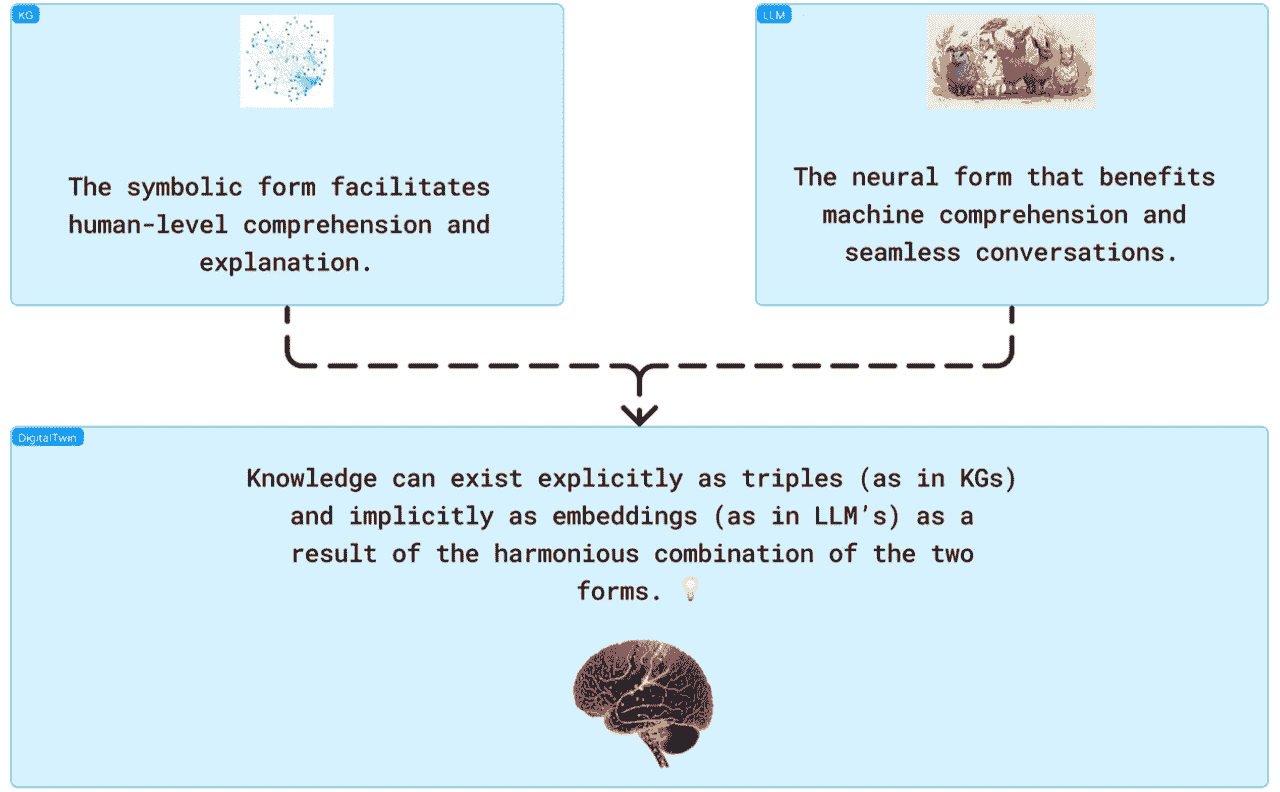 KG
The symbolic form facilitates
human-level comprehension and
explanation.
LLM
The neural form that benefits
machine comprehension and
seamless conversations.
DigitalTwin
Knowledge can exist explicitly as triples (as in KGs)
and implicitly as embeddings (as in LLM’s) as a
result of the harmonious combination of the two
forms. 💡